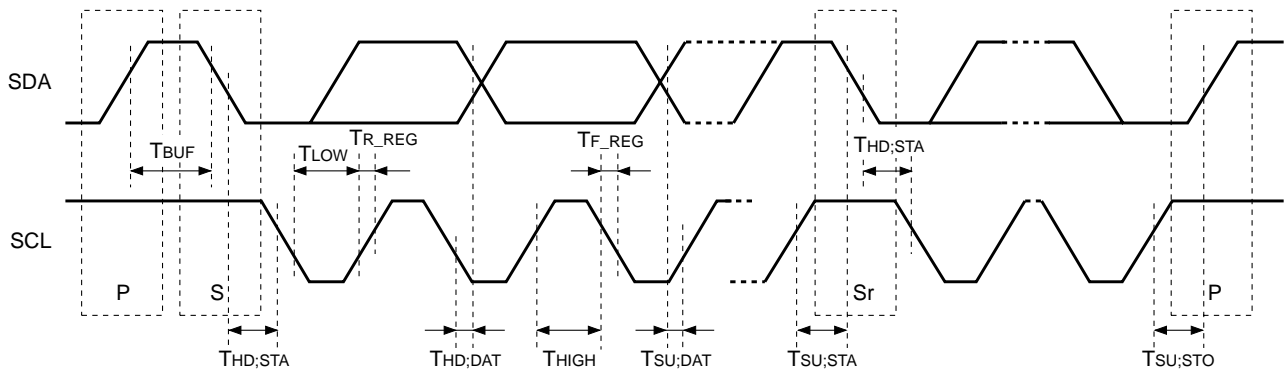 SDA
TBUF
TLOW
TR_REG
TF_REG
THD;STA
SCL
P
S
Sr
P
THD;STA
THD;DAT
THIGH
TSU;DAT
TSU;STA
TSU;STO